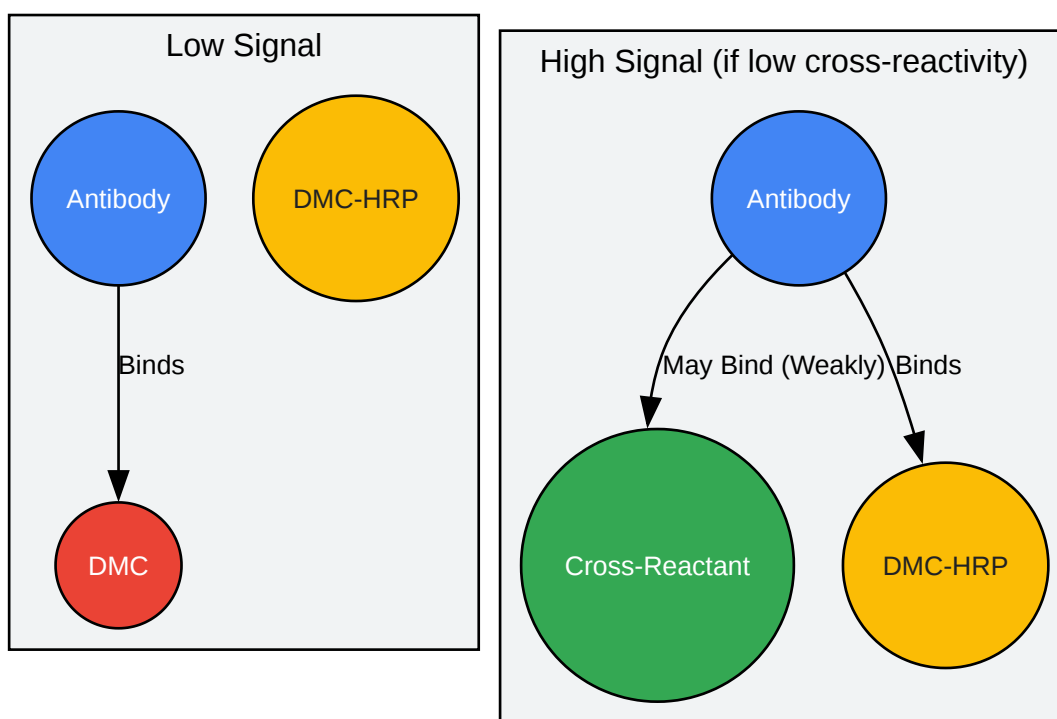 Low Signal
Antibody
DMC-HRP
Binds
DMC
High Signal (if low cross-reactivity)
Antibody
May Bind (Weakly)
Binds
Cross-Reactant
DMC-HRP